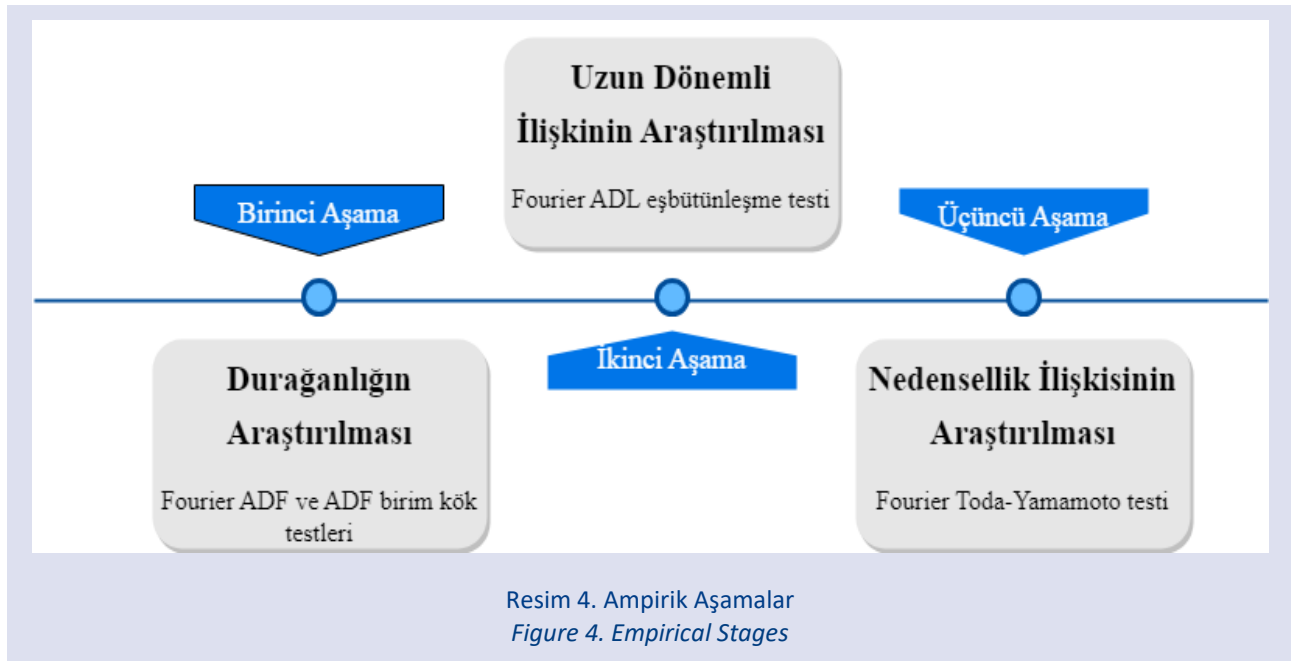 Birinci Aşama
Durağanlığın
Araştırılması
Fourier ADF ve ADF birim kök
testleri
Uzun Dönemli
İlişkinin Araştırılması
Fourier ADL eşbütünleşme testi
İkinci Aşama
Üçüncü Aşama
Nedensellik İlişkisinin
Araştırılması
Fourier Toda-Yamamoto testi
Resim 4. Ampirik Aşamalar
Figure 4. Empirical Stages